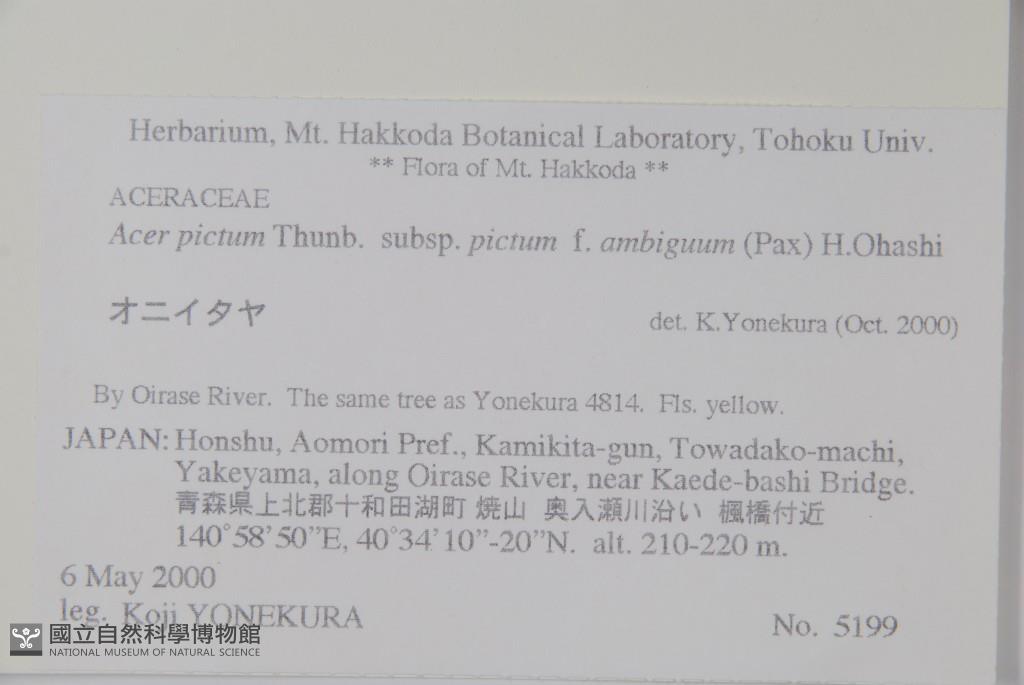 Herbarium, Mt. Hakkoda Botanical Laboratory, Tohoku Univ.
** Flora of Mt. Hakkoda **
ACERACEAE
Acer pictum Thunb. subsp. pictum f. ambiguum (Pax) H.Ohashi
オニイタヤ
det. K.Yonekura (Oct. 2000)
By Oirase River. The same tree as Yonekura 4814. Fls. yellow.
JAPAN: Honshu, Aomori Pref., Kamikita-gun, Towadako-machi,
Yakeyama, along Oirase River, near Kaede-bashi Bridge.
青森県上北郡十和田湖町 焼山 奥入瀬川沿い 楓橋付近
140°58'50”E, 40°34'10”-20”N. alt. 210-220 m.
6 May 2000
leg. Koji YONEKURA
No. 5199
國立自然科學博物館
NATIONAL MUSEUM OF NATURAL SCIENCE